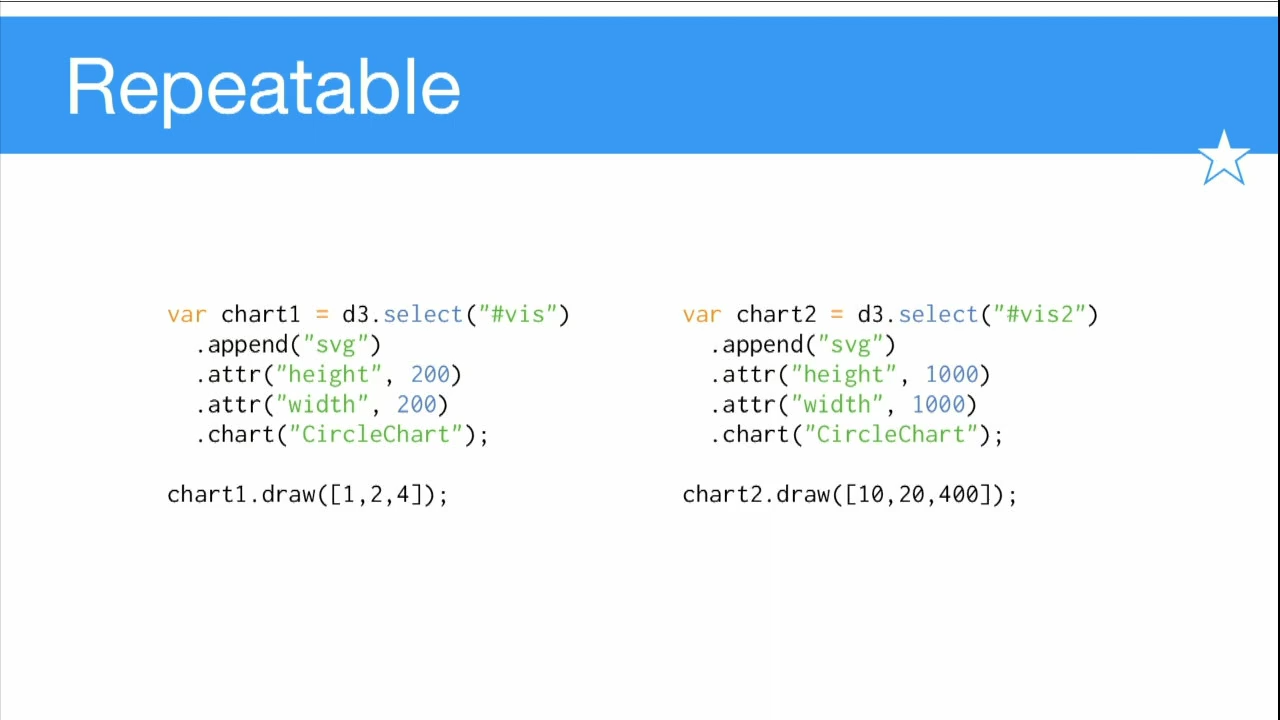 Repeatable
var chart1 = d3.select("#vis")
  .append("svg")
  .attr("height", 200)
  .attr("width", 200)
  .chart("CircleChart");
chart1.draw([1,2,4]);
var chart2 = d3.select("#vis2")
  .append("svg")
  .attr("height", 1000)
  .attr("width", 1000)
  .chart("CircleChart");
chart2.draw([10,20,400]);